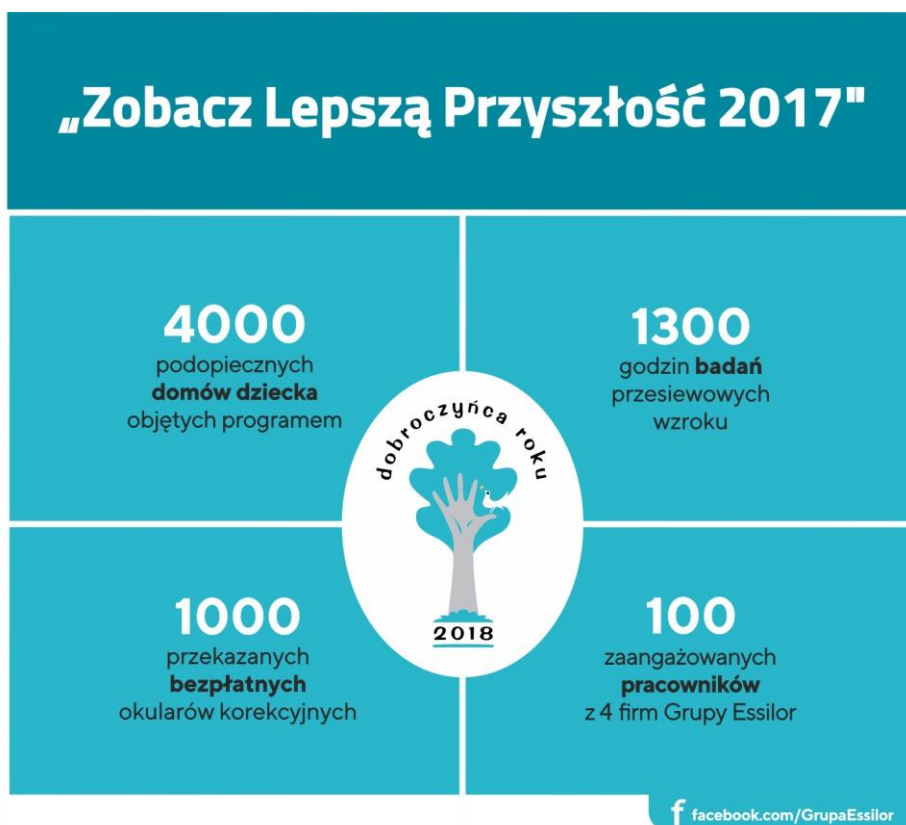 „Zobacz Lepszą Przyszłość 2017"
4000
podopiecznych
domów dziecka
objętych programem
1300
godzin badań
przesiewowych
wzroku
dobroczyńca roku
2018
1000
przekazanych
bezpłatnych
okularów korekcyjnych
100
zaangażowanych
pracowników
z 4 firm Grupy Essilor
f facebook.com/GrupaEssilor